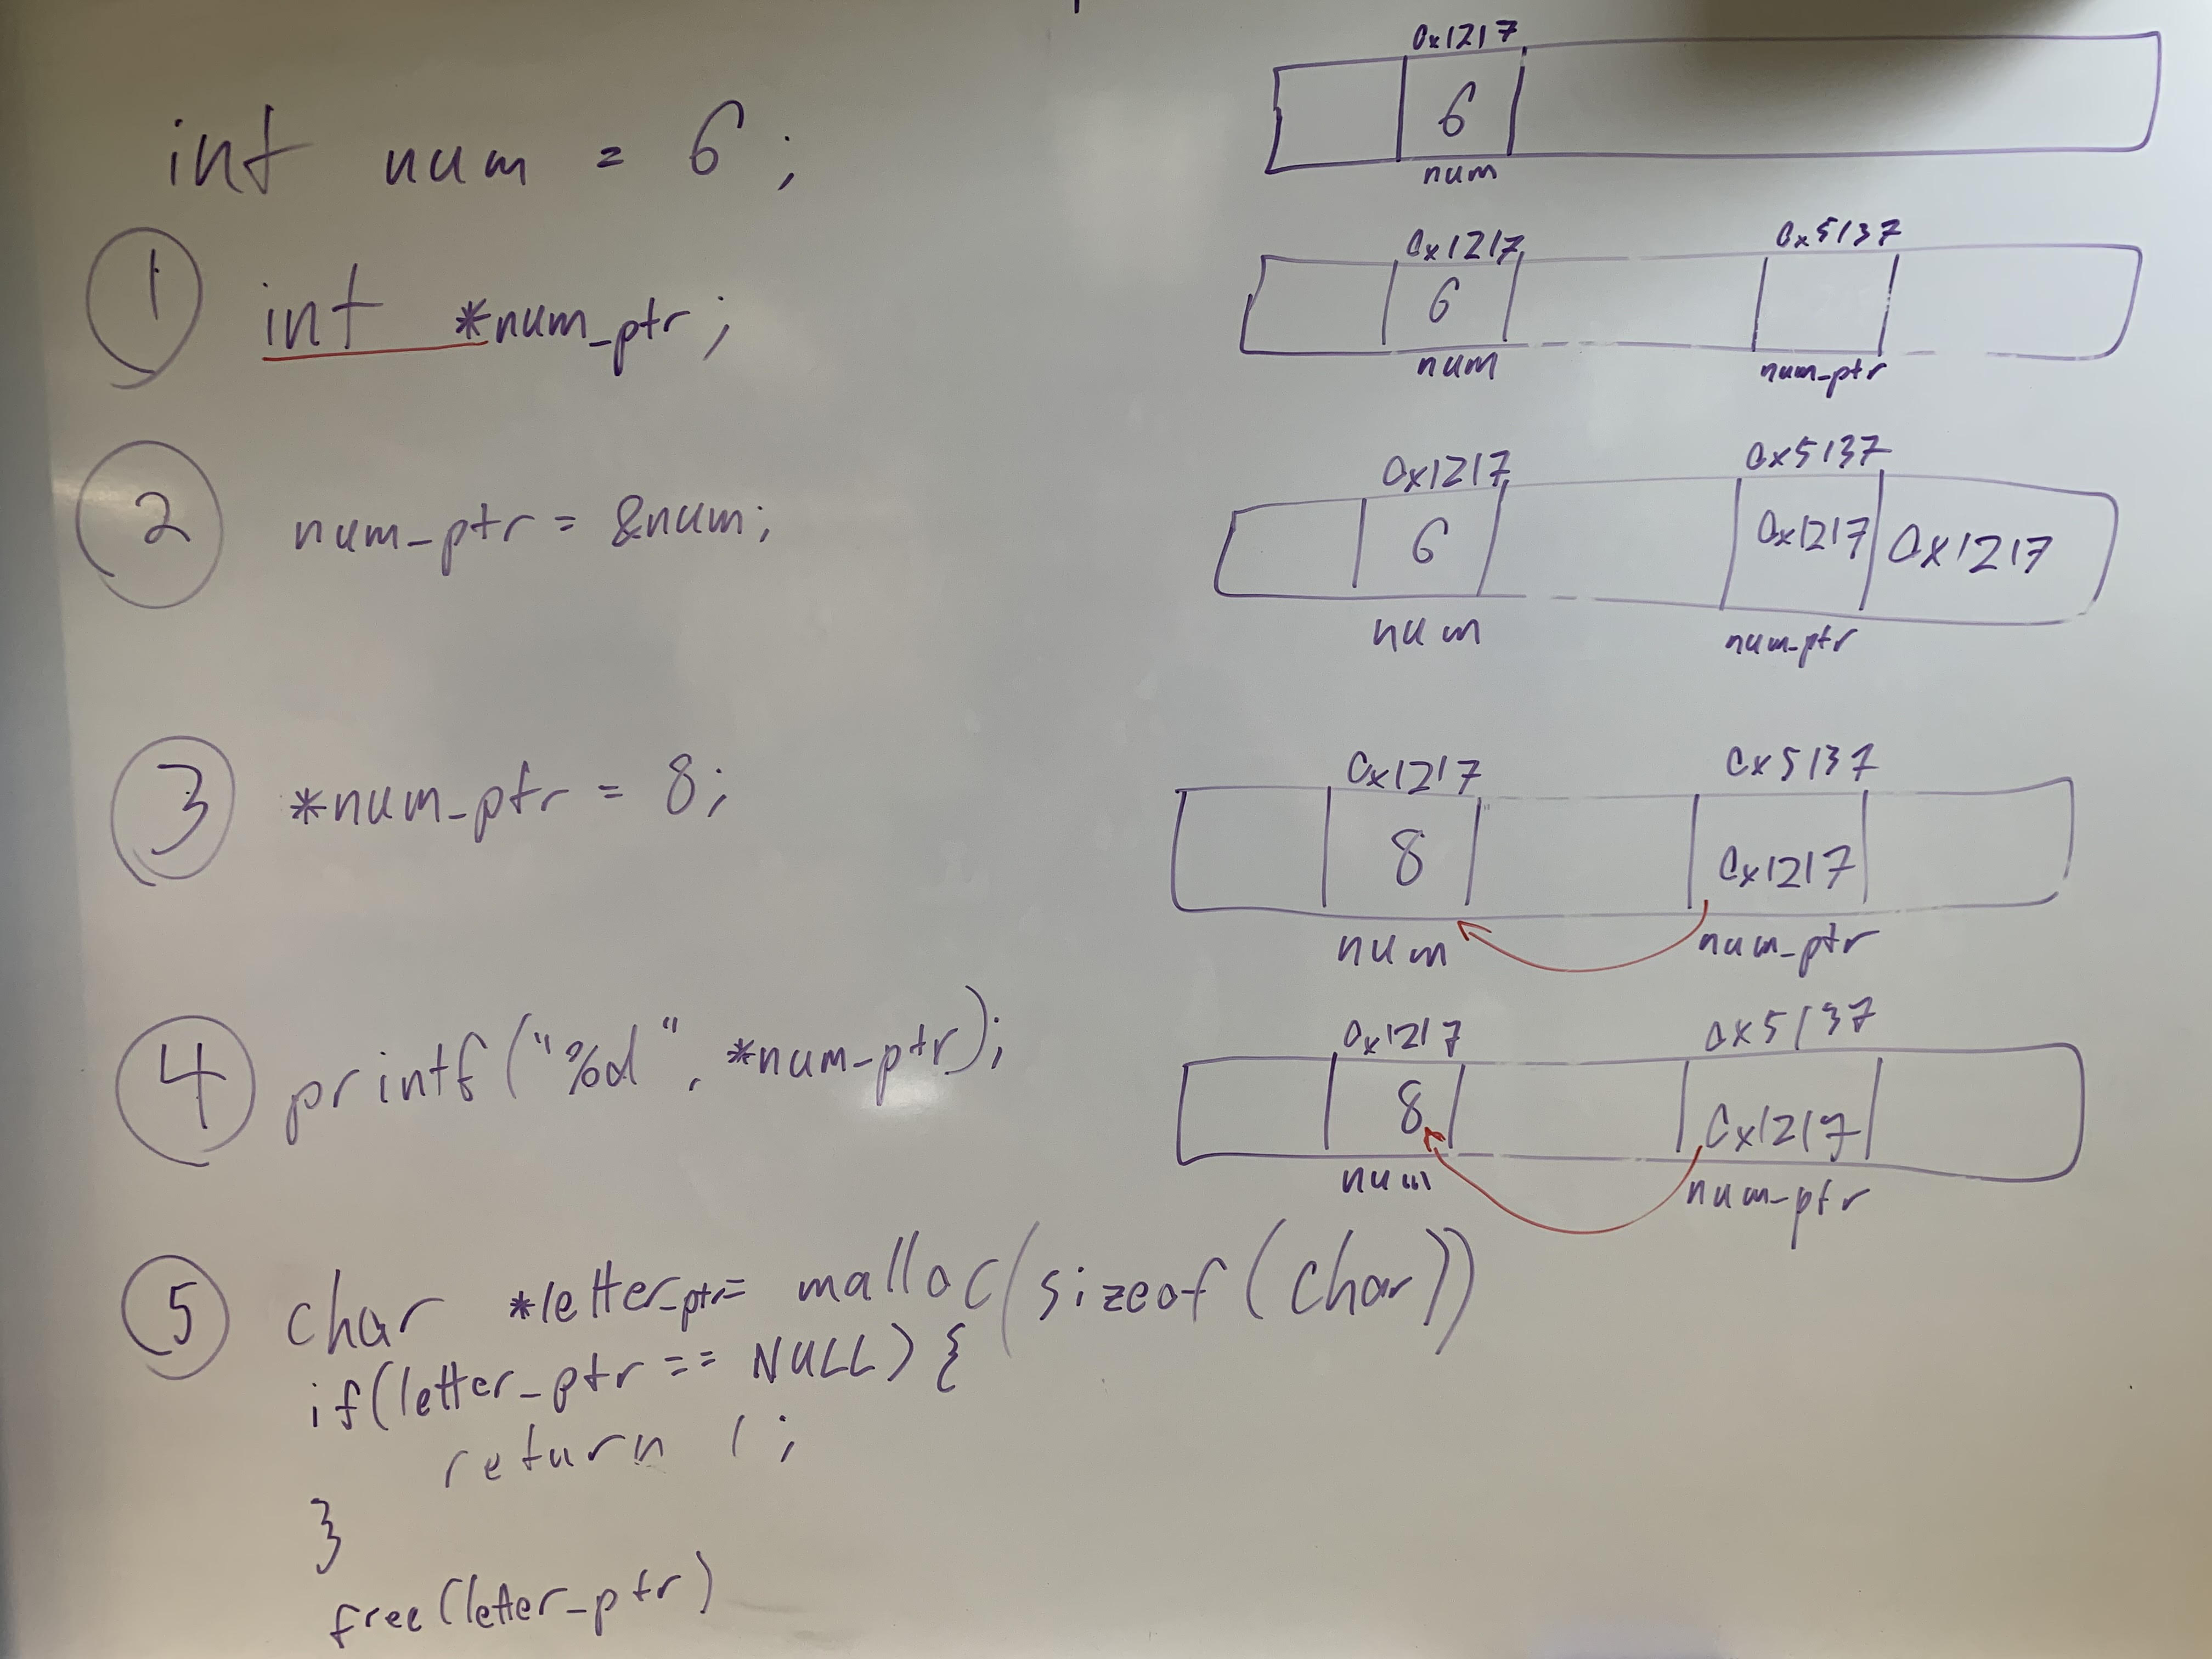 int num = 6;
0x1217
6
num
1 int *num_ptr;
0x1217 0x5137
6
num num_ptr
2 num_ptr = &num;
0x1217 0x5137
6 0x1217 0x1217
num num_ptr
3 *num_ptr = 8;
0x1217 0x5137
8 0x1217
num num_ptr
4 printf("%d", *num_ptr);
0x1217 0x5137
8 0x1217
num num_ptr
5 char *letter_ptr= malloc(sizeof(char))
if(letter_ptr == NULL) {
return 1;
}
free(letter_ptr)